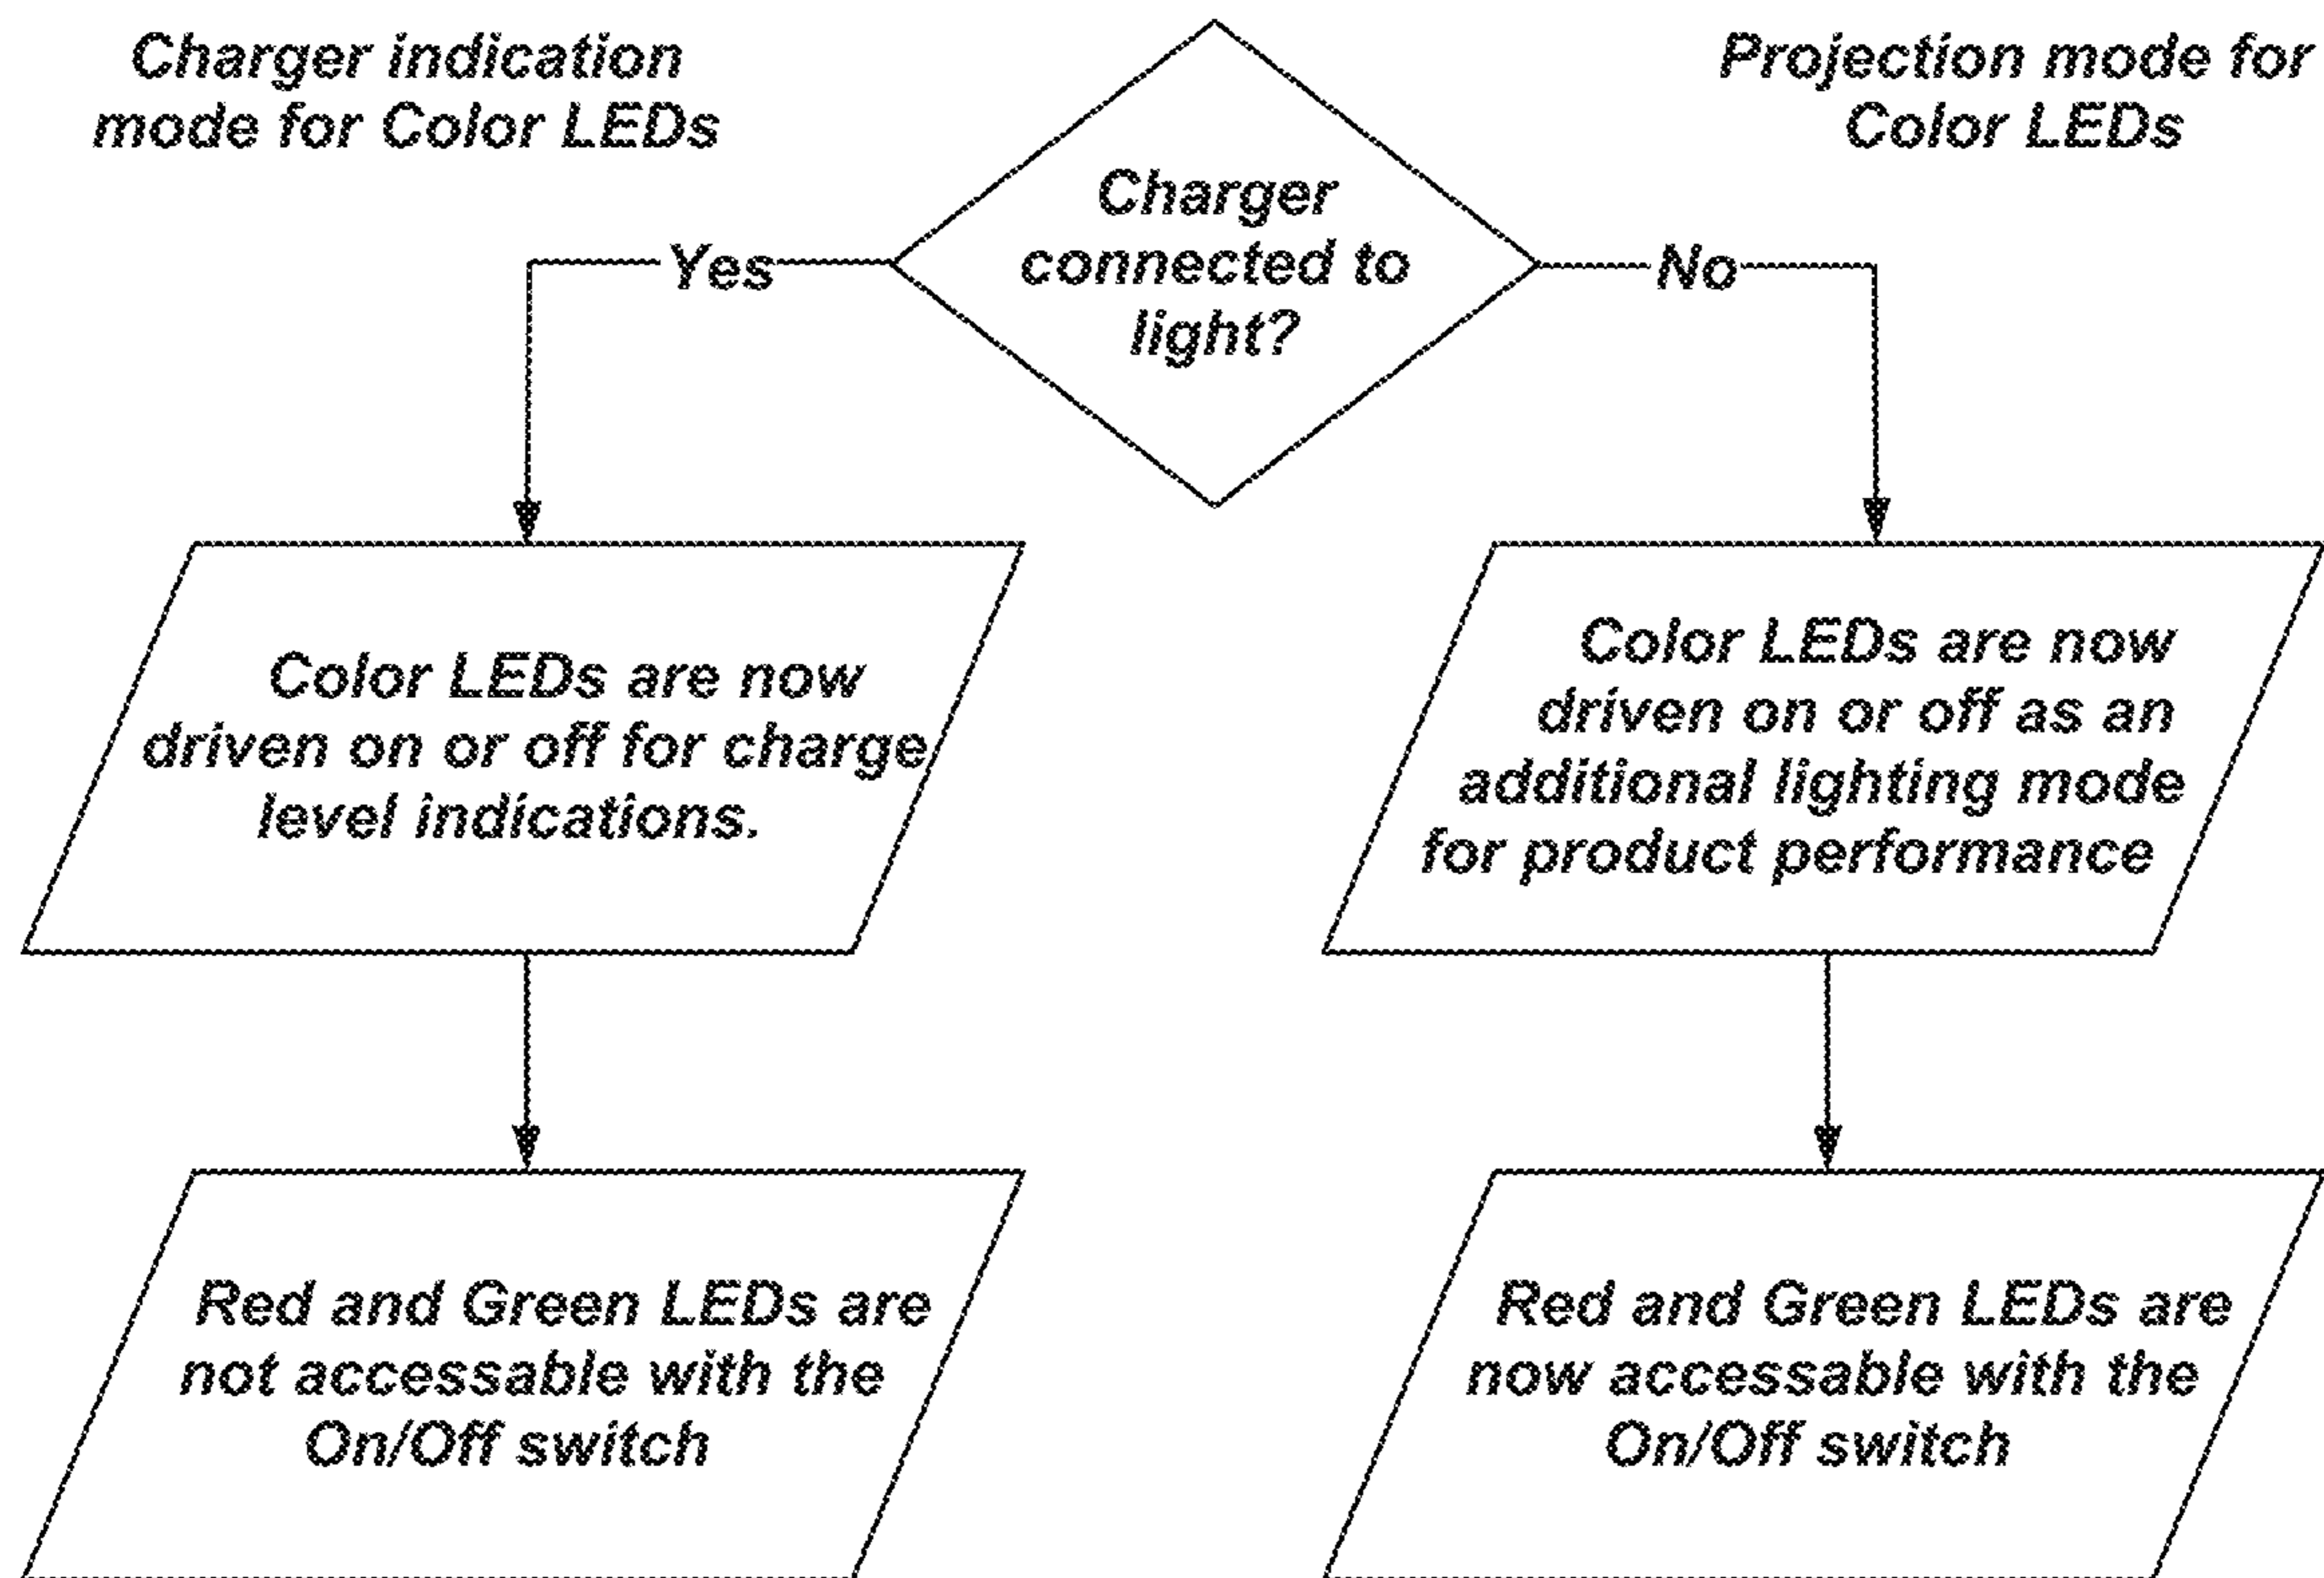 Charger indication
mode for Color LEDs
Projection mode for
Color LEDs
Charger
connected to
light?
Yes
No
Color LEDs are now
driven on or off for charge
level indications.
Color LEDs are now
driven on or off as an
additional lighting mode
for product performance
Red and Green LEDs are
not accessable with the
On/Off switch
Red and Green LEDs are
now accessable with the
On/Off switch